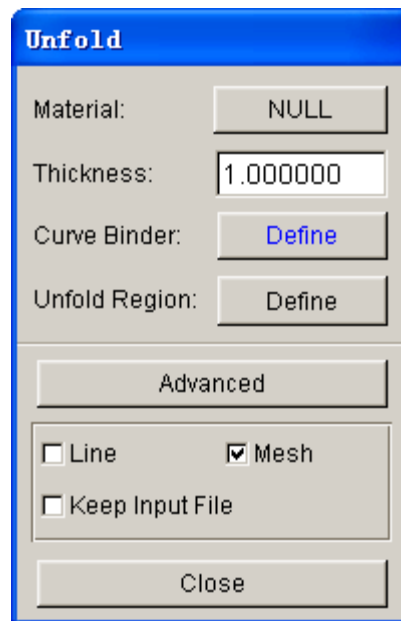 Unfold
Material: NULL
Thickness: 1.000000
Curve Binder: Define
Unfold Region: Define
Advanced
Line Mesh
Keep Input File
Close